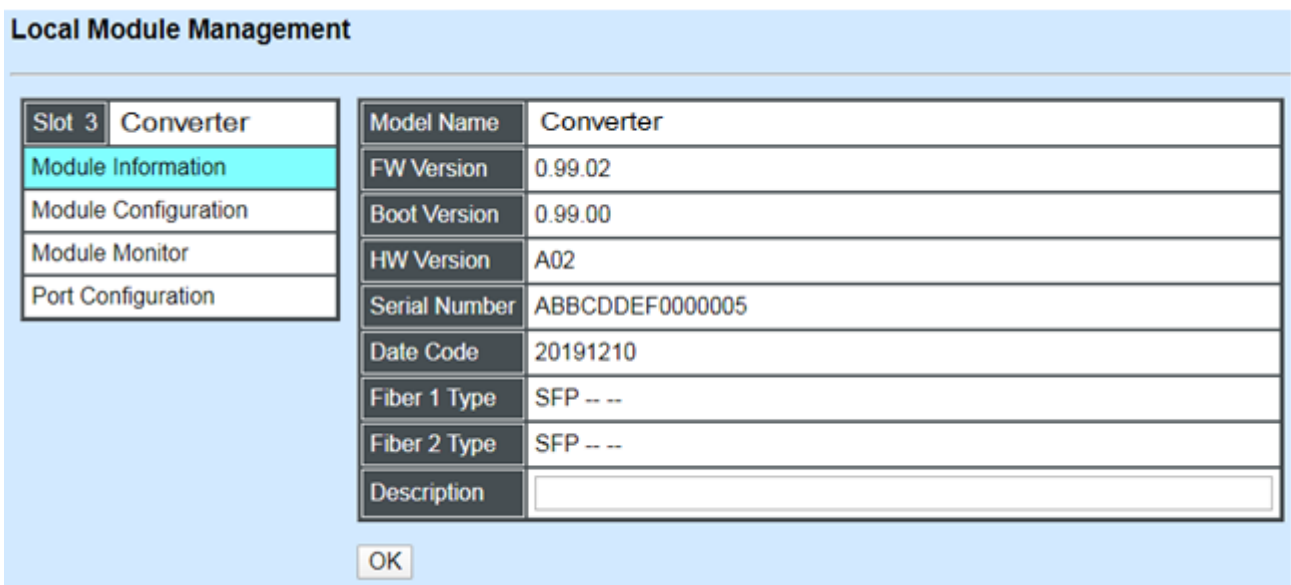 Local Module Management
Slot 3 Converter
Module Information
Module Configuration
Module Monitor
Port Configuration
Model Name Converter
FW Version 0.99.02
Boot Version 0.99.00
HW Version A02
Serial Number ABBCDDEF0000005
Date Code 20191210
Fiber 1 Type SFP -- --
Fiber 2 Type SFP -- --
Description
OK